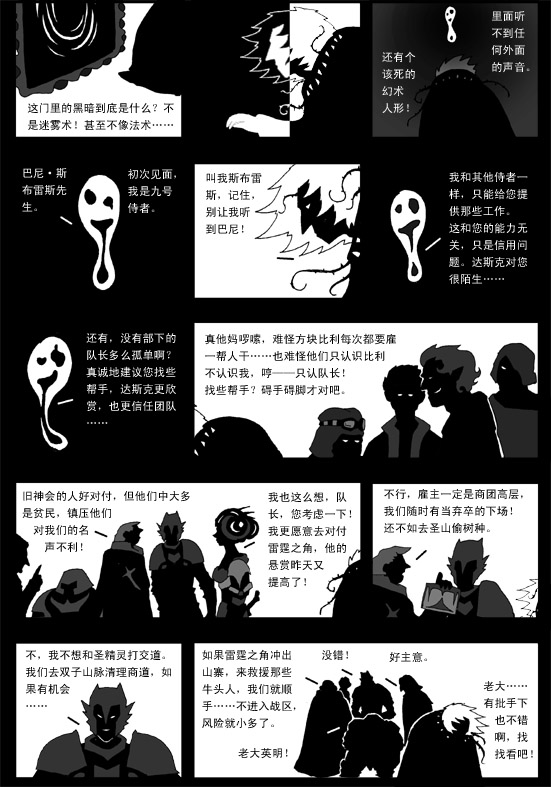 这门里的黑暗到底是什么？不
是迷雾术！甚至不像法术……
里面听
不到任
何外面
的声音。
还有个
该死的
幻术
人形！
巴尼·斯
布雷斯先
生。
初次见面，
我是九号
侍者。
叫我斯布雷
斯，记住，
别让我听
到巴尼！
我和其他侍者一
样，只能给您提
供那些工作。
这和您的能力无
关，只是信用问
题。达斯克对您
很陌生……
还有，没有部下的
队长多么孤单啊？
真诚地建议您找些
帮手，达斯克更欣
赏，也更信任团队
……
真他妈啰嗦，难怪方块比利每次都要雇
一帮人干……也难怪他们只认识比利
不认识我，哼——只认队长！
找些帮手？碍手碍脚才对吧。
旧神会的人好对付，但他们中大多
是贫民，镇压他们
对我们的名
声不利！
我也这么想，队
长，您考虑一下！
我更愿意去对付
雷霆之角，他的
悬赏昨天又
提高了！
不行，雇主一定是商团高层，
我们随时有当弃卒的下场！
还不如去圣山偷树种。
不，我不想和圣精灵打交道。
我们去双子山脉清理商道，如
果有机会
……
如果雷霆之角冲出
山寨，来救援那些
牛头人，我们就顺
手……不进入战区，
风险就小多了。
老大英明！
没错！
好主意。
老大……
有批手下
也不错
啊，找
找看吧！